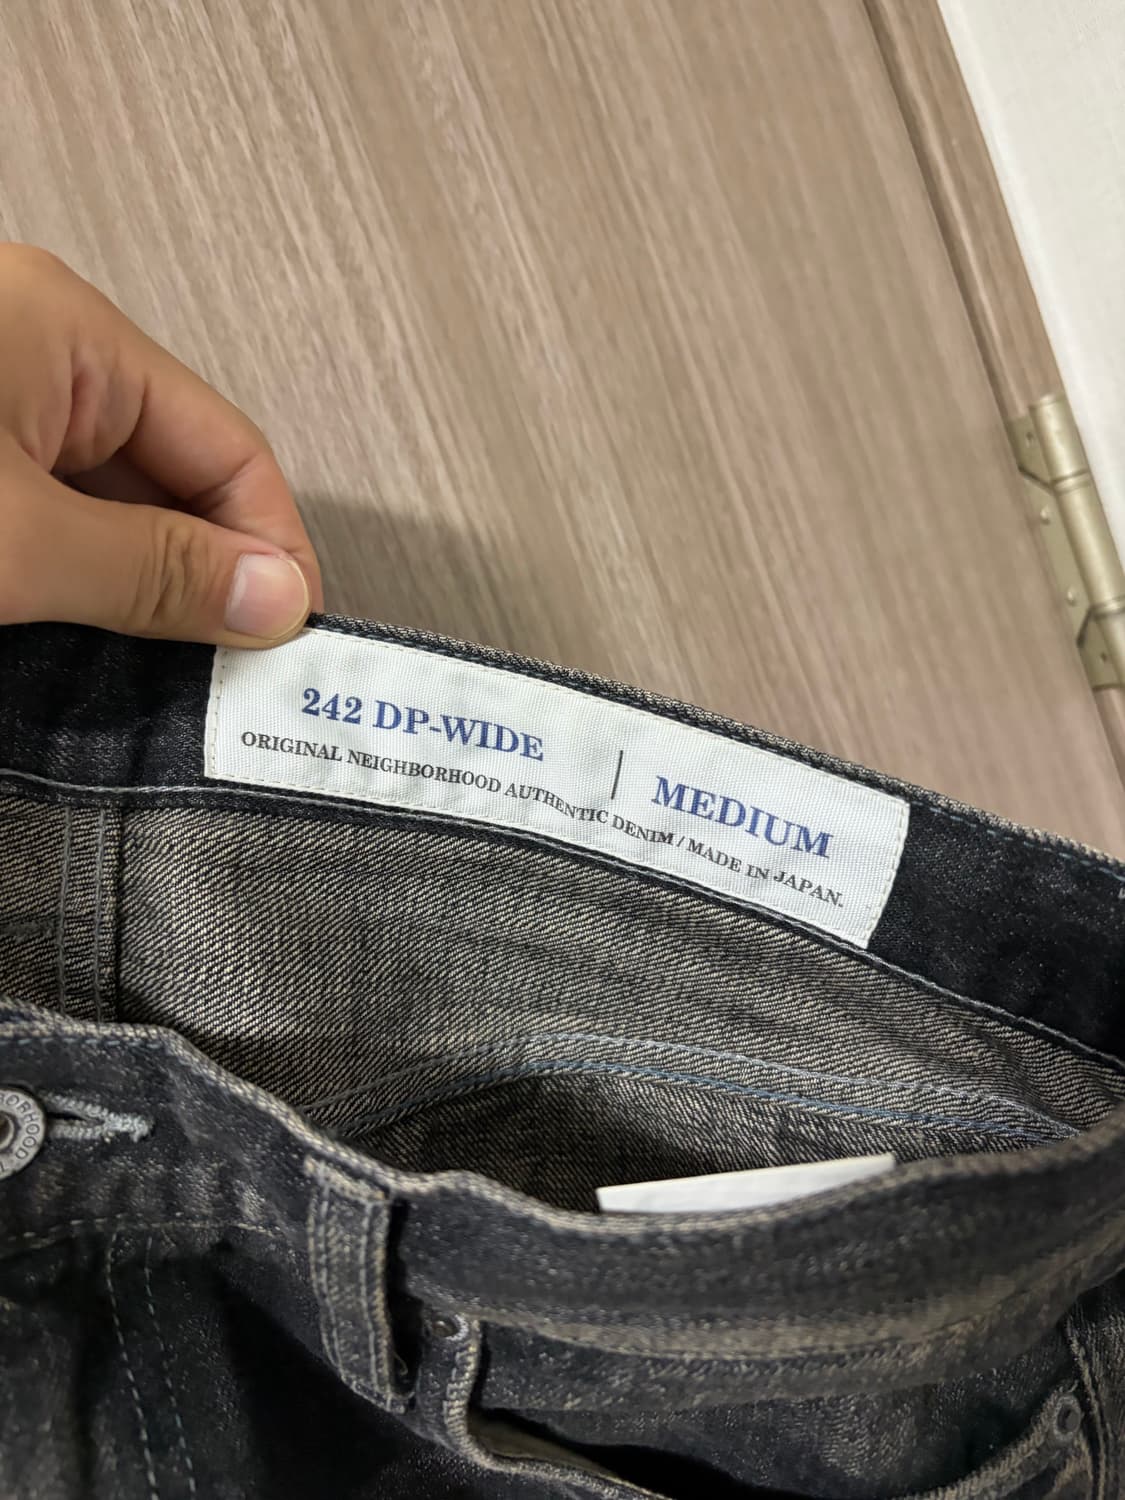 242 DP-WIDE | MEDIUM
ORIGINAL NEIGHBORHOOD AUTHENTIC DENIM / MADE IN JAPAN.